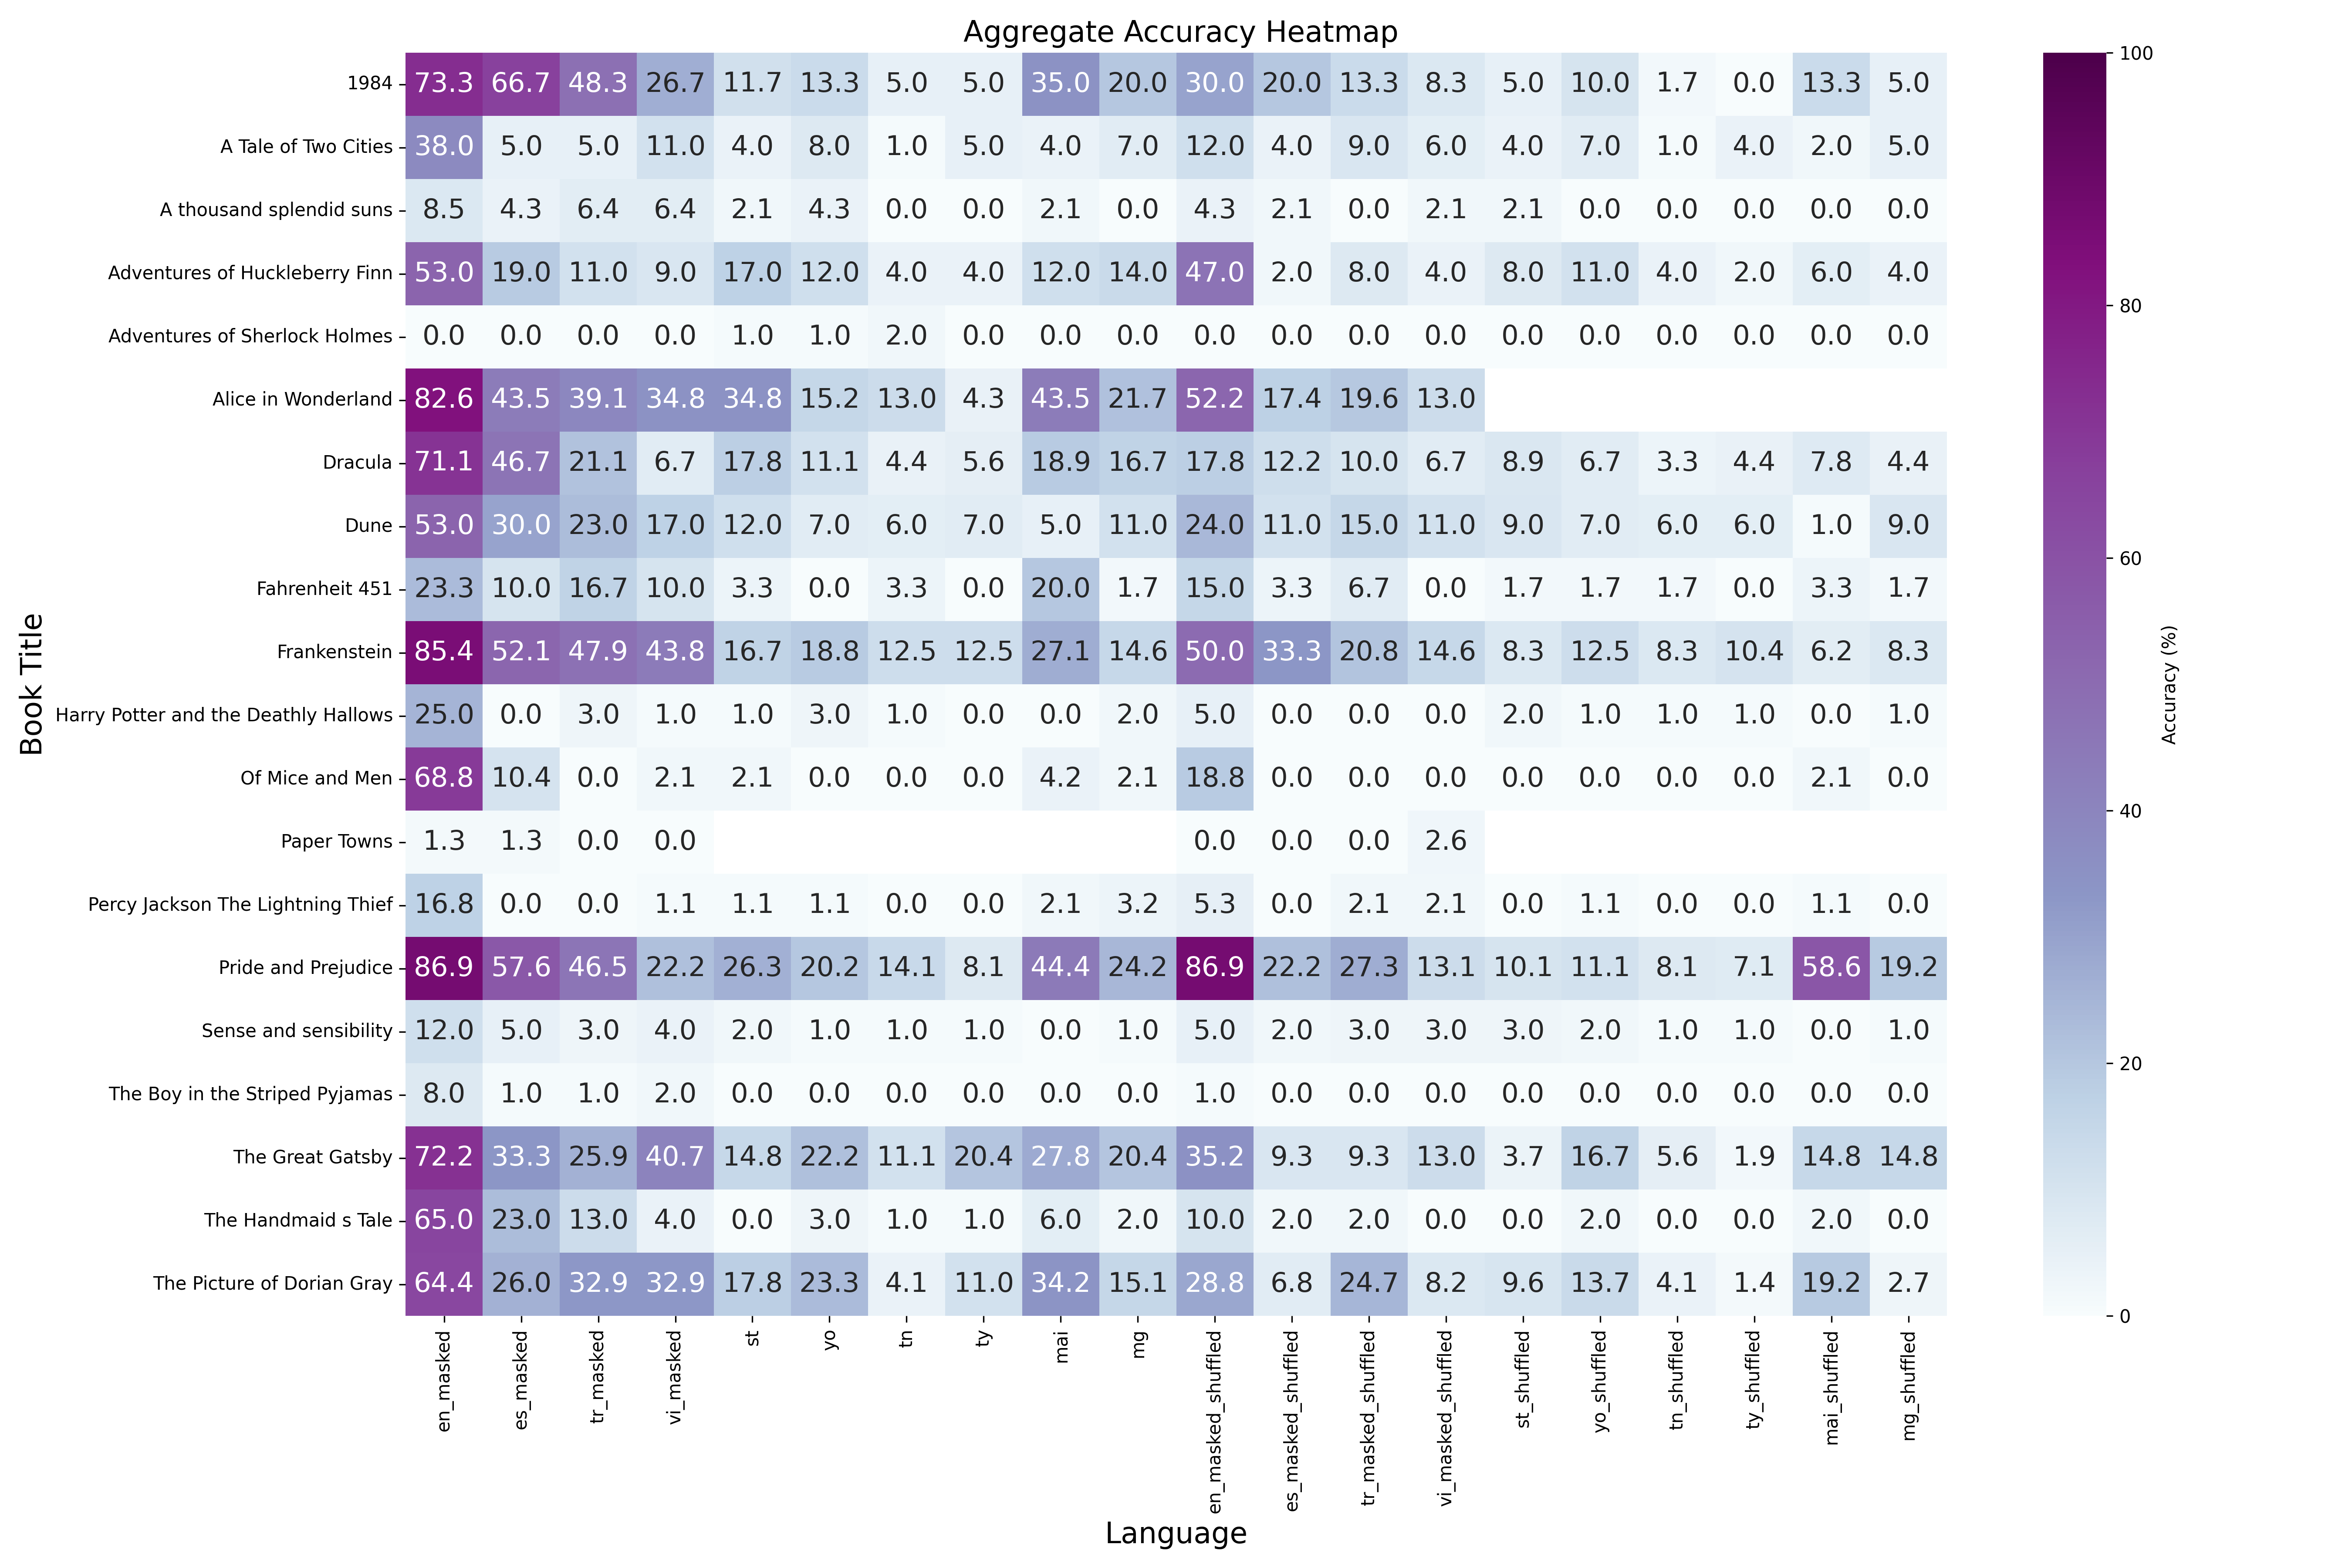 Aggregate Accuracy Heatmap
Book Title
1984 73.3 66.7 48.3 26.7 11.7 13.3 5.0 5.0 35.0 20.0 30.0 20.0 13.3 8.3 5.0 10.0 1.7 0.0 13.3 5.0
A Tale of Two Cities 38.0 5.0 5.0 11.0 4.0 8.0 1.0 5.0 4.0 7.0 12.0 4.0 9.0 6.0 4.0 7.0 1.0 4.0 2.0 5.0
A thousand splendid suns 8.5 4.3 6.4 6.4 2.1 4.3 0.0 0.0 2.1 0.0 4.3 2.1 0.0 2.1 2.1 0.0 0.0 0.0 0.0 0.0
Adventures of Huckleberry Finn 53.0 19.0 11.0 9.0 17.0 12.0 4.0 4.0 12.0 14.0 47.0 2.0 8.0 4.0 8.0 11.0 4.0 2.0 6.0 4.0
Adventures of Sherlock Holmes 0.0 0.0 0.0 0.0 1.0 1.0 2.0 0.0 0.0 0.0 0.0 0.0 0.0 0.0 0.0 0.0 0.0 0.0 0.0 0.0
Alice in Wonderland 82.6 43.5 39.1 34.8 34.8 15.2 13.0 4.3 43.5 21.7 52.2 17.4 19.6 13.0
Dracula 71.1 46.7 21.1 6.7 17.8 11.1 4.4 5.6 18.9 16.7 17.8 12.2 10.0 6.7 8.9 6.7 3.3 4.4 7.8 4.4
Dune 53.0 30.0 23.0 17.0 12.0 7.0 6.0 7.0 5.0 11.0 24.0 11.0 15.0 11.0 9.0 7.0 6.0 6.0 1.0 9.0
Fahrenheit 451 23.3 10.0 16.7 10.0 3.3 0.0 3.3 0.0 20.0 1.7 15.0 3.3 6.7 0.0 1.7 1.7 1.7 0.0 3.3 1.7
Frankenstein 85.4 52.1 47.9 43.8 16.7 18.8 12.5 12.5 27.1 14.6 50.0 33.3 20.8 14.6 8.3 12.5 8.3 10.4 6.2 8.3
Harry Potter and the Deathly Hallows 25.0 0.0 3.0 1.0 1.0 3.0 1.0 0.0 2.0 5.0 0.0 0.0 0.0 2.0 1.0 1.0 1.0 0.0 1.0
Of Mice and Men 68.8 10.4 0.0 2.1 2.1 0.0 0.0 0.0 4.2 2.1 18.8 0.0 0.0 0.0 0.0 0.0 0.0 0.0 2.1 0.0
Paper Towns 1.3 1.3 0.0 0.0 0.0 0.0 0.0 2.6
Percy Jackson The Lightning Thief 16.8 0.0 0.0 1.1 1.1 1.1 0.0 0.0 2.1 3.2 5.3 0.0 2.1 2.1 0.0 1.1 0.0 0.0 1.1 0.0
Pride and Prejudice 86.9 57.6 46.5 22.2 26.3 20.2 14.1 8.1 44.4 24.2 86.9 22.2 27.3 13.1 10.1 11.1 8.1 7.1 58.6 19.2
Sense and sensibility 12.0 5.0 3.0 4.0 2.0 1.0 1.0 1.0 0.0 1.0 5.0 2.0 3.0 3.0 3.0 2.0 1.0 1.0 0.0 1.0
The Boy in the Striped Pyjamas 8.0 1.0 1.0 2.0 0.0 0.0 0.0 0.0 0.0 0.0 1.0 0.0 0.0 0.0 0.0 0.0 0.0 0.0 0.0 0.0
The Great Gatsby 72.2 33.3 25.9 40.7 14.8 22.2 11.1 20.4 27.8 20.4 35.2 9.3 9.3 13.0 3.7 16.7 5.6 1.9 14.8 14.8
The Handmaid s Tale 65.0 23.0 13.0 4.0 0.0 3.0 1.0 1.0 6.0 2.0 10.0 2.0 2.0 0.0 0.0 2.0 0.0 0.0 2.0 0.0
The Picture of Dorian Gray 64.4 26.0 32.9 32.9 17.8 23.3 4.1 11.0 34.2 15.1 28.8 6.8 24.7 8.2 9.6 13.7 4.1 1.4 19.2 2.7
en_masked
es_masked
tr_masked
vi_masked
st
yo
tn
ty
mai
mg
en_masked_shuffled
es_masked_shuffled
tr_masked_shuffled
vi_masked_shuffled
st_shuffled
yo_shuffled
tn_shuffled
ty_shuffled
mai_shuffled
mg_shuffled
Language
100
80
60
40
20
0
Accuracy (%)